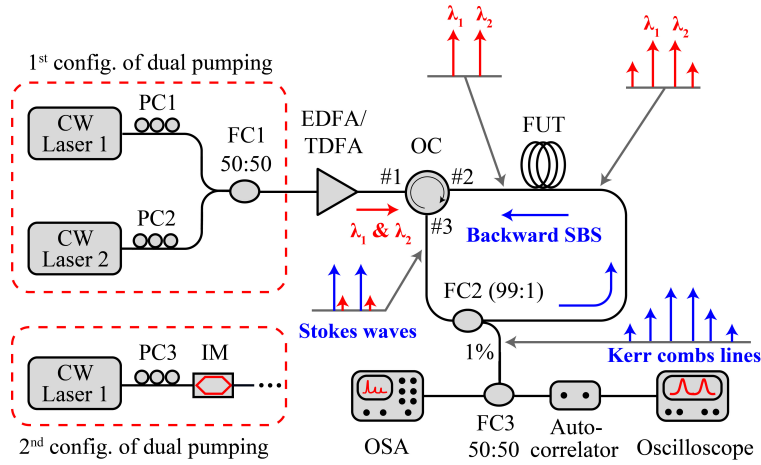 1st config. of dual pumping
PC1
CW
Laser 1
FC1
50:50
PC2
CW
Laser 2
EDFA/
TDFA
OC
#1
#2
#3
λ1 & λ2
λ1 λ2
λ1 λ2
FUT
Backward SBS
Stokes waves
FC2 (99:1)
1%
Kerr combs lines
PC3
IM
CW
Laser 1
2nd config. of dual pumping
OSA
FC3
50:50
Auto-
correlator
Oscilloscope